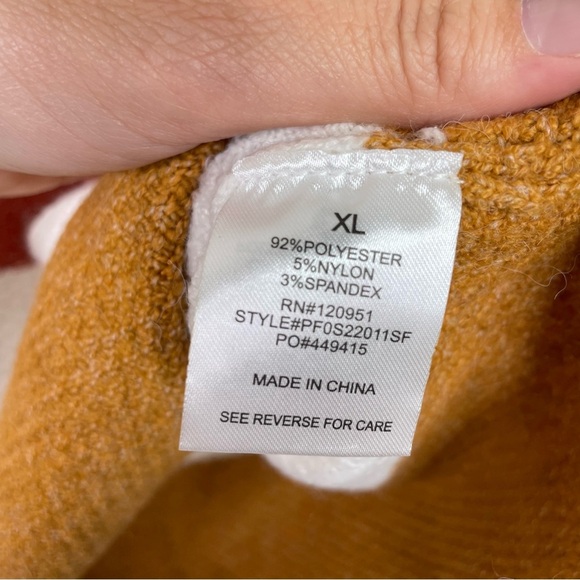 XL
92%POLYESTER
5%NYLON
3%SPANDEX
RN#120951
STYLE#PF0S22011SF
PO#449415
MADE IN CHINA
SEE REVERSE FOR CARE